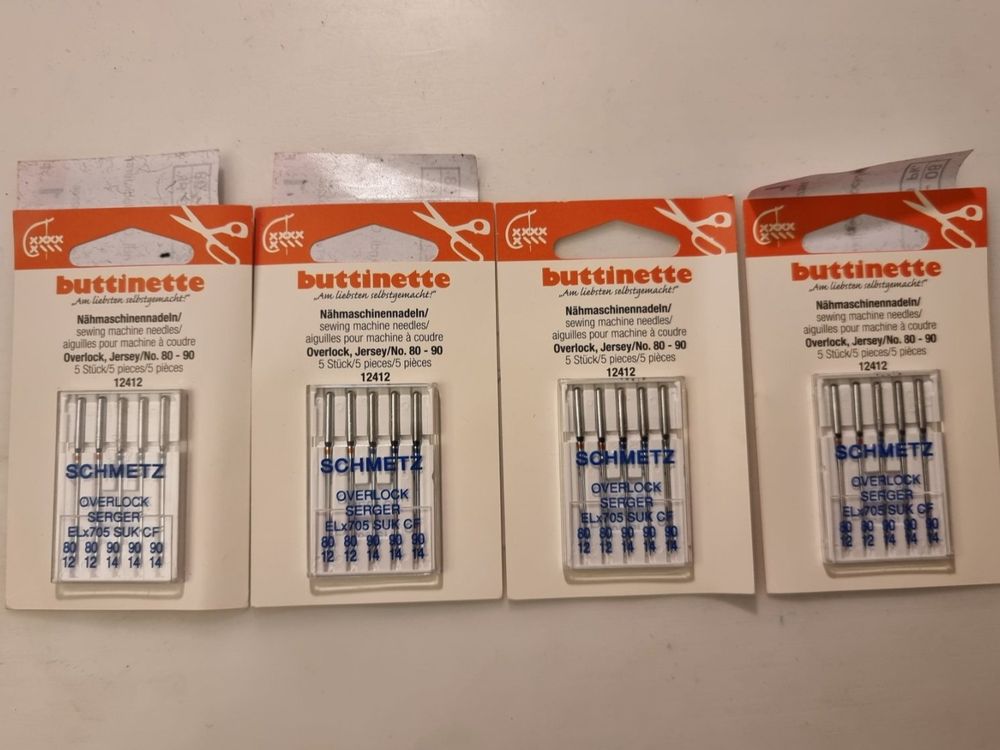 buttinette
„Am liebsten selbstgemacht!“
Nähmaschinennadeln/
sewing machine needles/
aiguilles pour machine à coudre
Overlock, Jersey/No. 80 - 90
5 Stück/5 pieces/5 pièces
12412
SCHMETZ
OVERLOCK
SERGER
ELx705 SUK CF
80 80 90 90 90
12 12 14 14 14
buttinette
„Am liebsten selbstgemacht!“
Nähmaschinennadeln/
sewing machine needles/
aiguilles pour machine à coudre
Overlock, Jersey/No. 80 - 90
5 Stück/5 pieces/5 pièces
12412
SCHMETZ
OVERLOCK
SERGER
ELx705 SUK CF
80 80 90 90 90
12 12 14 14 14
buttinette
„Am liebsten selbstgemacht!“
Nähmaschinennadeln/
sewing machine needles/
aiguilles pour machine à coudre
Overlock, Jersey/No. 80 - 90
5 Stück/5 pieces/5 pièces
12412
SCHMETZ
OVERLOCK
SERGER
ELx705 SUK CF
80 80 90 90 90
12 12 14 14 14
buttinette
„Am liebsten selbstgemacht!“
Nähmaschinennadeln/
sewing machine needles/
aiguilles pour machine à coudre
Overlock, Jersey/No. 80 - 90
5 Stück/5 pieces/5 pièces
12412
SCHMETZ
OVERLOCK
SERGER
ELx705 SUK CF
80 80 90 90 90
12 12 14 14 14